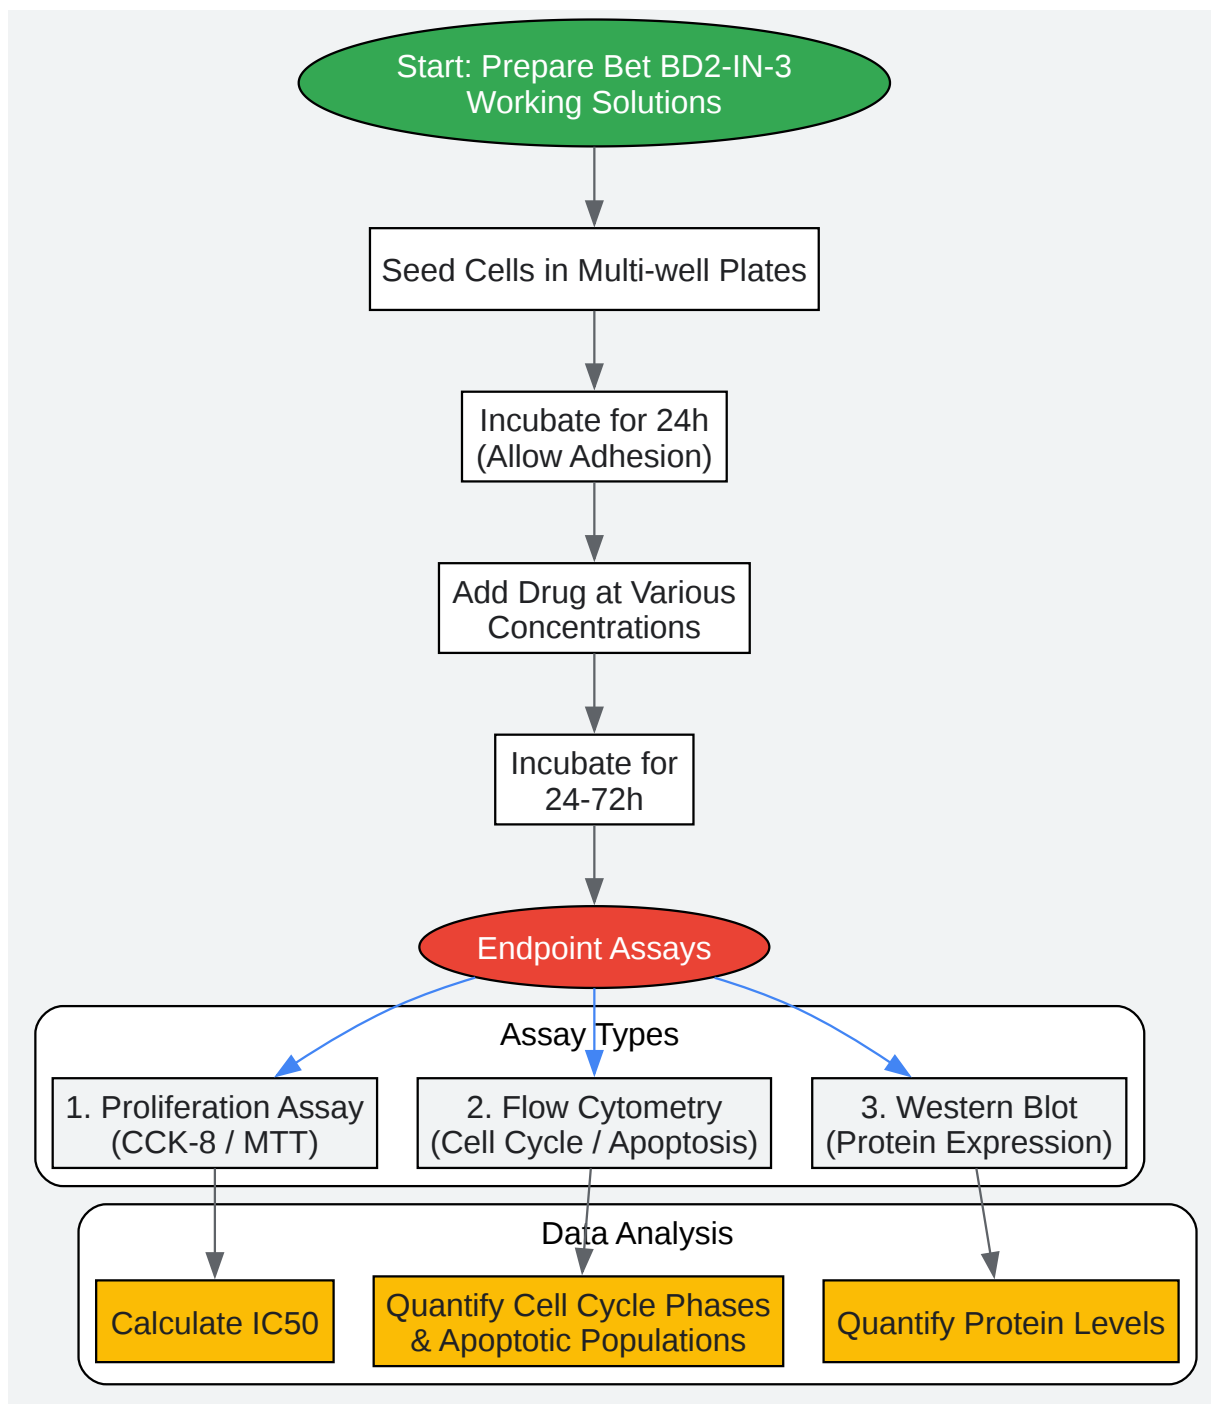 Start: Prepare Bet BD2-IN-3
Working Solutions
Seed Cells in Multi-well Plates
Incubate for 24h
(Allow Adhesion)
Add Drug at Various
Concentrations
Incubate for
24-72h
Endpoint Assays
Assay Types
1. Proliferation Assay
(CCK-8 / MTT)
2. Flow Cytometry
(Cell Cycle / Apoptosis)
3. Western Blot
(Protein Expression)
Data Analysis
Calculate IC50
Quantify Cell Cycle Phases
& Apoptotic Populations
Quantify Protein Levels